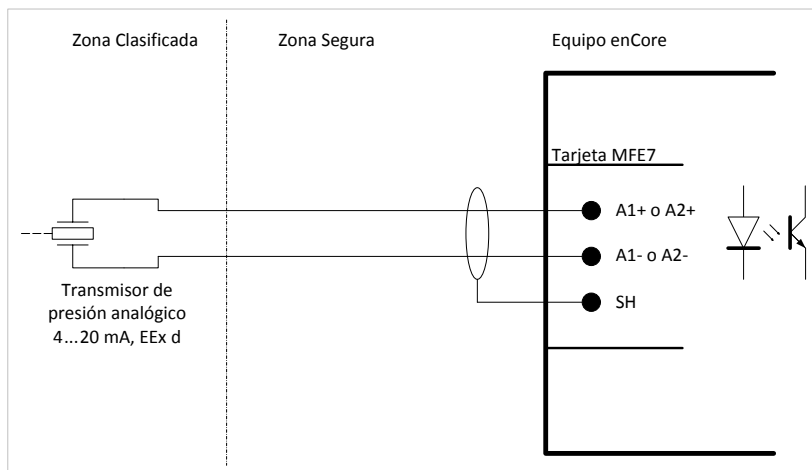 Zona Clasificada
Zona Segura
Equipo enCore
Tarjeta MFE7
A1+ o A2+
A1- o A2-
SH
Transmisor de
presión analógico
4...20 mA, EEx d